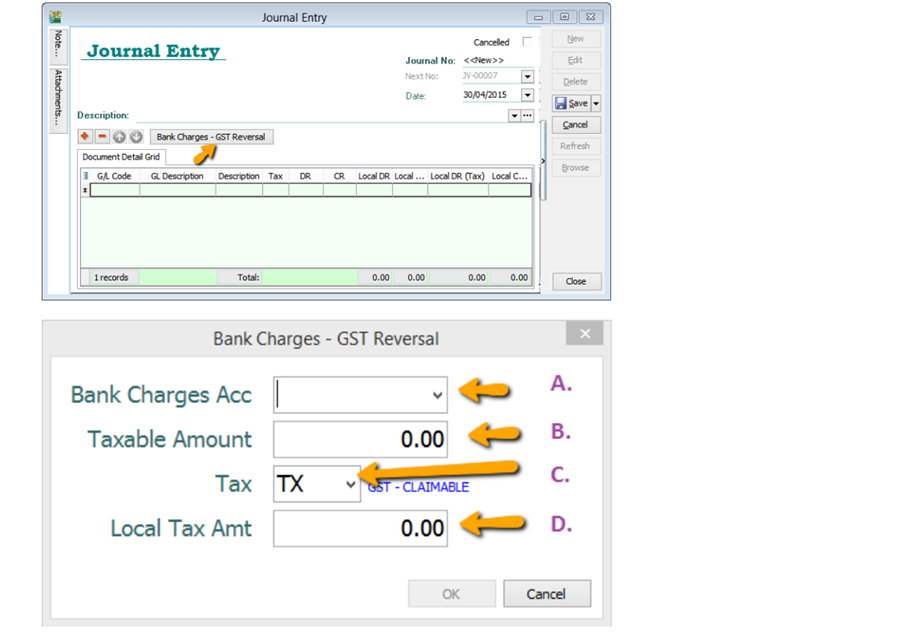 Journal Entry
Note...
Attachments...
Journal Entry
Cancelled
Journal No: <<New>>
Next No: JV-00007
Date: 30/04/2015
Description:
Bank Charges - GST Reversal
Document Detail Grid
G/L Code GL Description Description Tax DR CR Local DR Local ... Local DR (Tax) Local C...
1 records Total: 0.00 0.00 0.00 0.00
New
Edit
Delete
Save
Cancel
Refresh
Browse
Close
Bank Charges - GST Reversal
Bank Charges Acc A.
Taxable Amount 0.00 B.
Tax TX GST - CLAIMABLE C.
Local Tax Amt 0.00 D.
OK Cancel